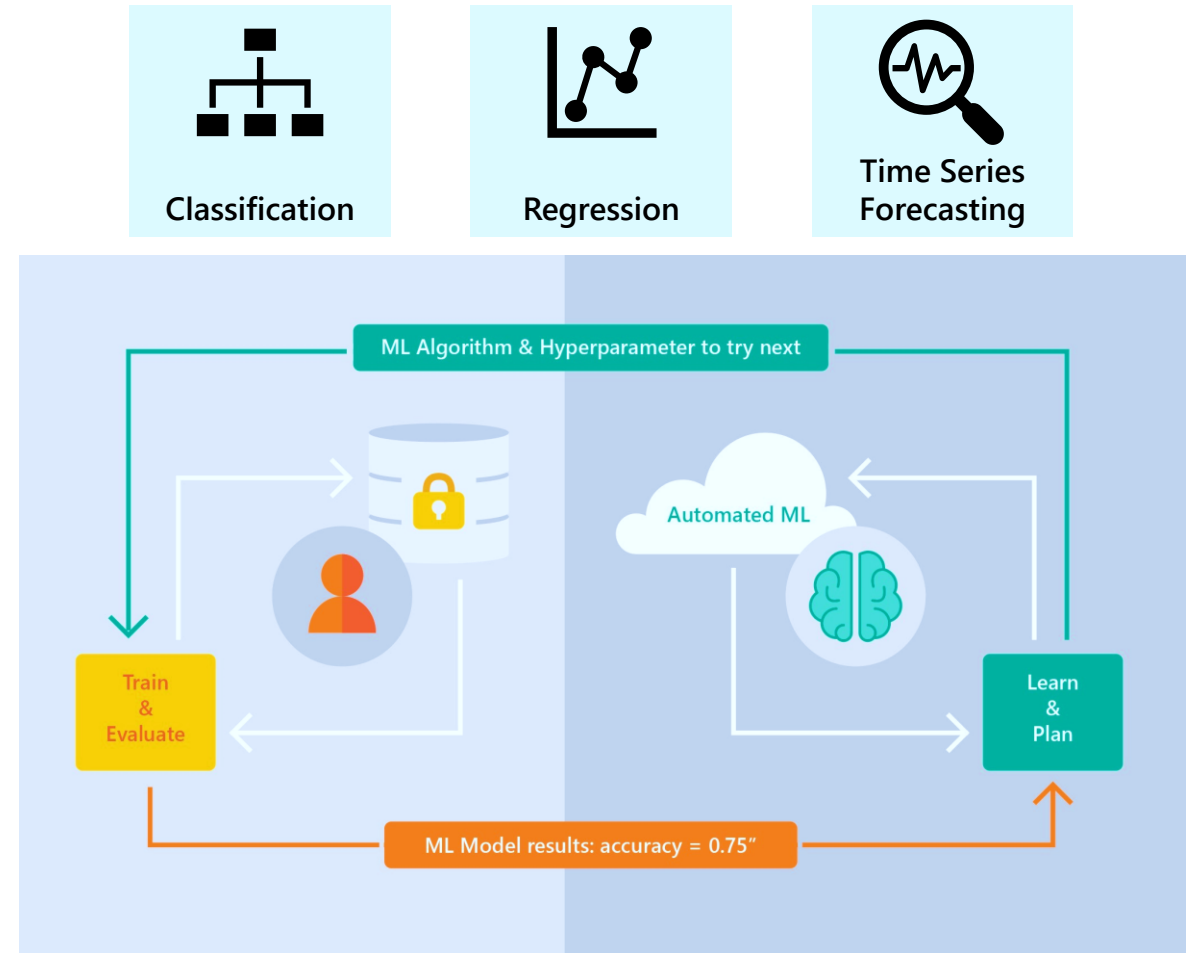 Classification
Regression
Time Series
Forecasting
ML Algorithm & Hyperparameter to try next
Automated ML
Train
&
Evaluate
Learn
&
Plan
ML Model results: accuracy = 0.75"